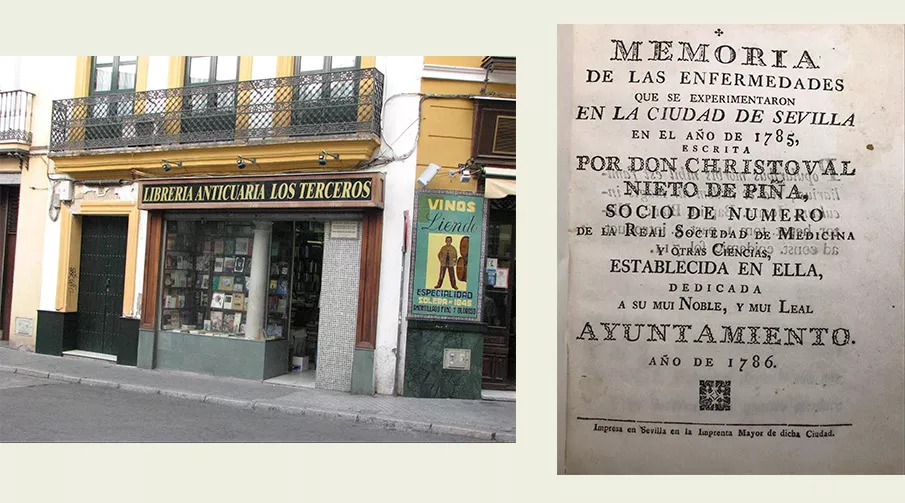 LIBRERIA ANTICUARIA LOS TERCEROS
VINOS
Liendo
ESPECIALIDAD
SOLERA-1846
MEMORIA
DE LAS ENFERMEDADES
QUE SE EXPERIMENTARON
EN LA CIUDAD DE SEVILLA
EN EL AÑO DE 1785,
ESCRITA
POR DON CHRISTOVAL
NIETO DE PIÑA,
SOCIO DE NUMERO
DE LA REAL SOCIEDAD DE MEDICINA
Y OTRAS CIENCIAS,
ESTABLECIDA EN ELLA,
DEDICADA
A SU MUI NOBLE, Y MUI LEAL
AYUNTAMIENTO.
AÑO DE 1786.
Impresa en Sevilla en la Imprenta Mayor de dicha Ciudad.